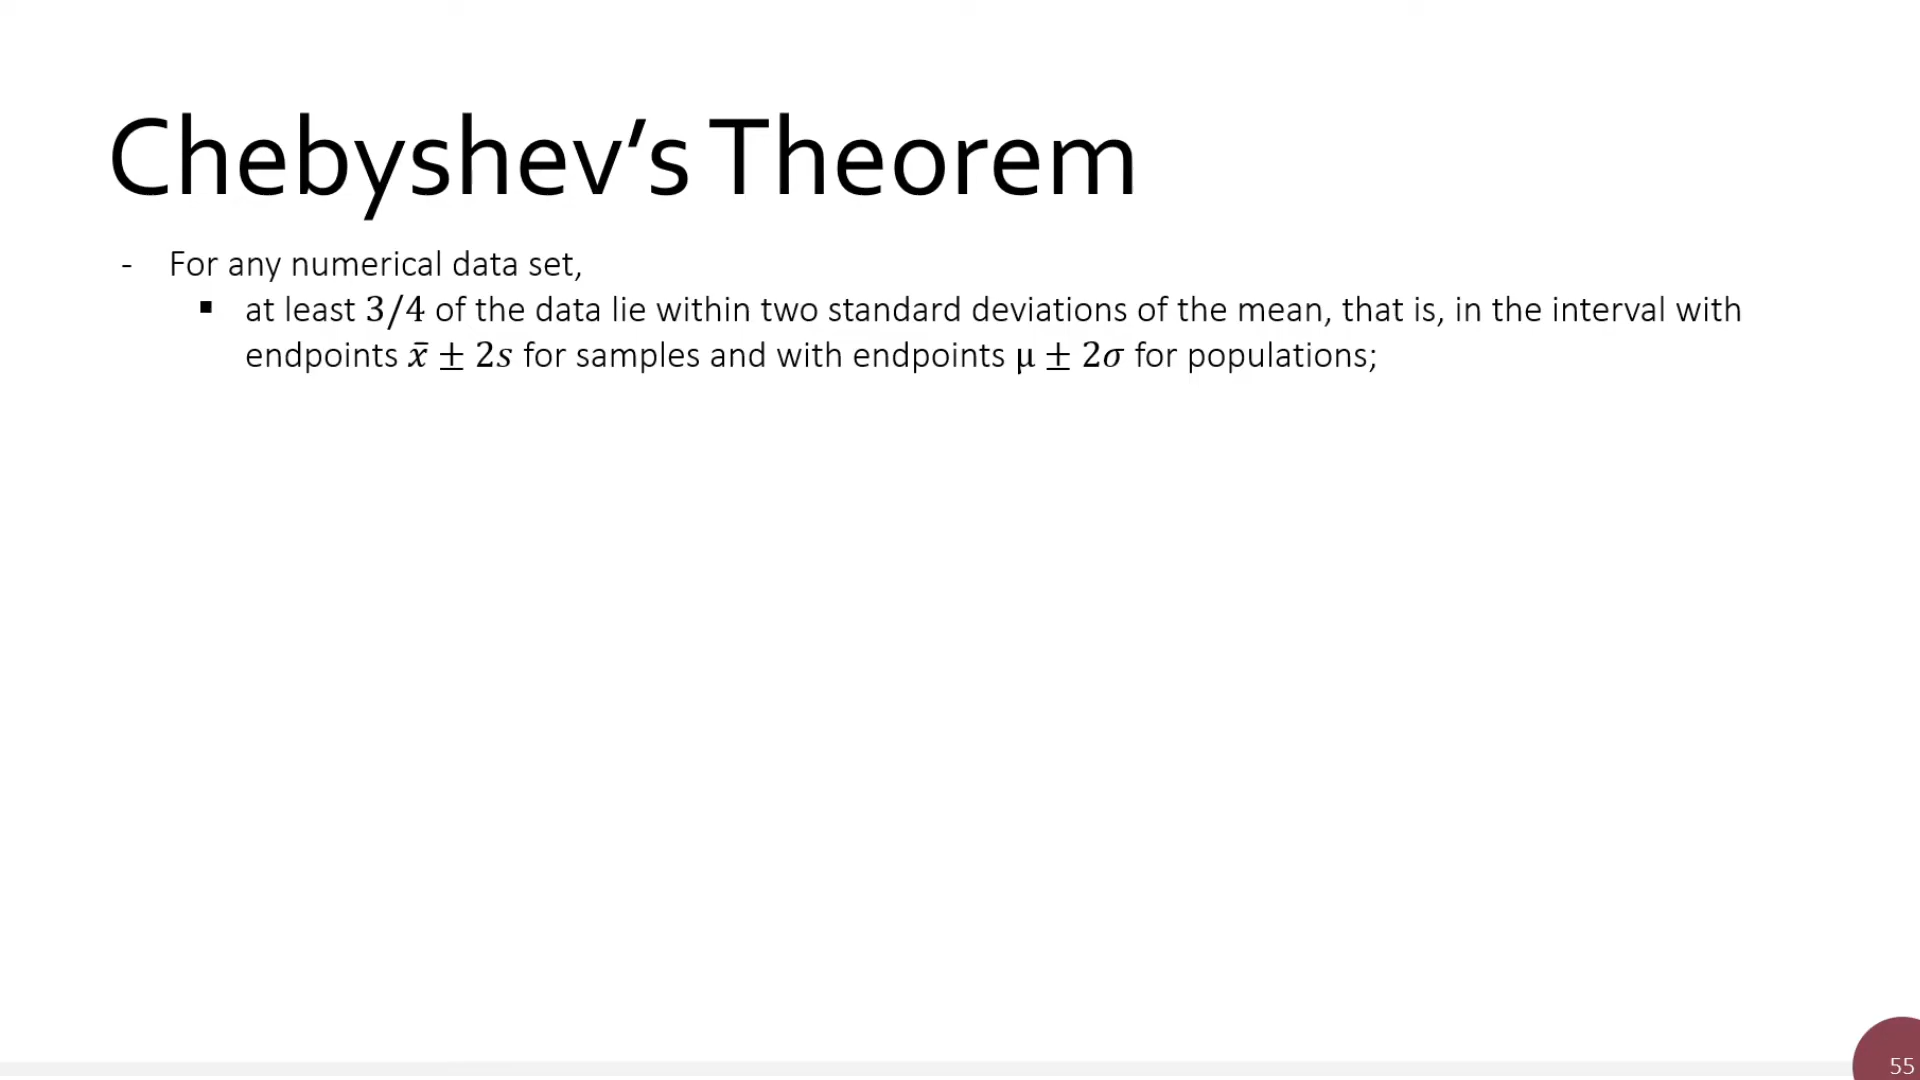 Chebyshev’s Theorem
- For any numerical data set,
▪ at least 3/4 of the data lie within two standard deviations of the mean, that is, in the interval with
endpoints x̄ ± 2s for samples and with endpoints μ ± 2σ for populations;
55